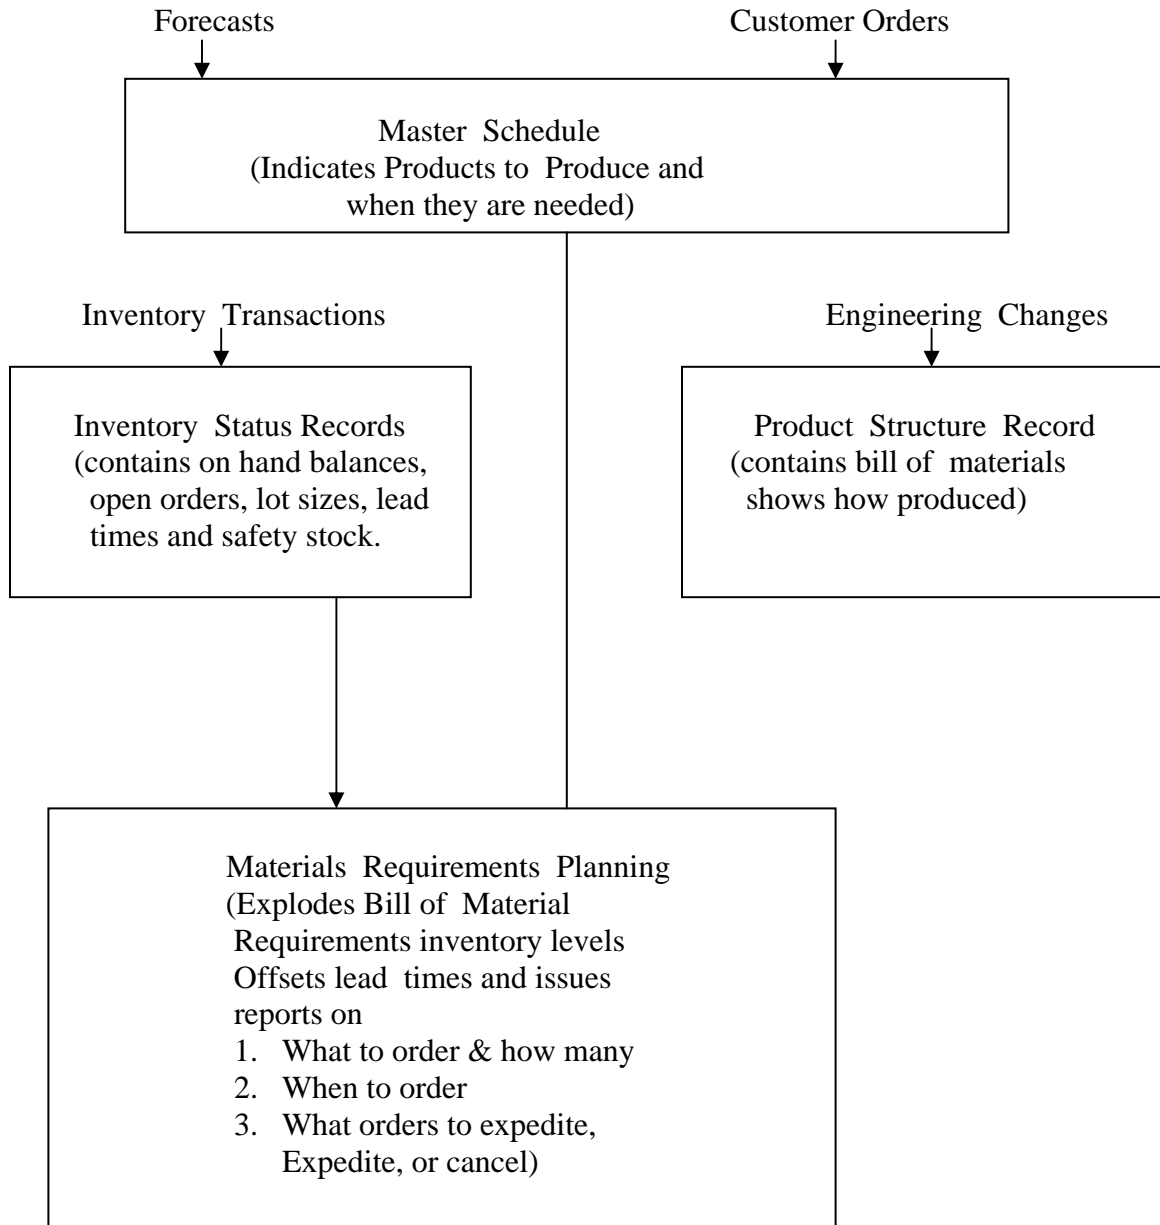 Forecasts
Customer Orders
Master Schedule
(Indicates Products to Produce and
when they are needed)
Inventory Transactions
Engineering Changes
Inventory Status Records
(contains on hand balances,
open orders, lot sizes, lead
times and safety stock.
Product Structure Record
(contains bill of materials
shows how produced)
Materials Requirements Planning
(Explodes Bill of Material
Requirements inventory levels
Offsets lead times and issues
reports on
1. What to order & how many
2. When to order
3. What orders to expedite,
Expedite, or cancel)